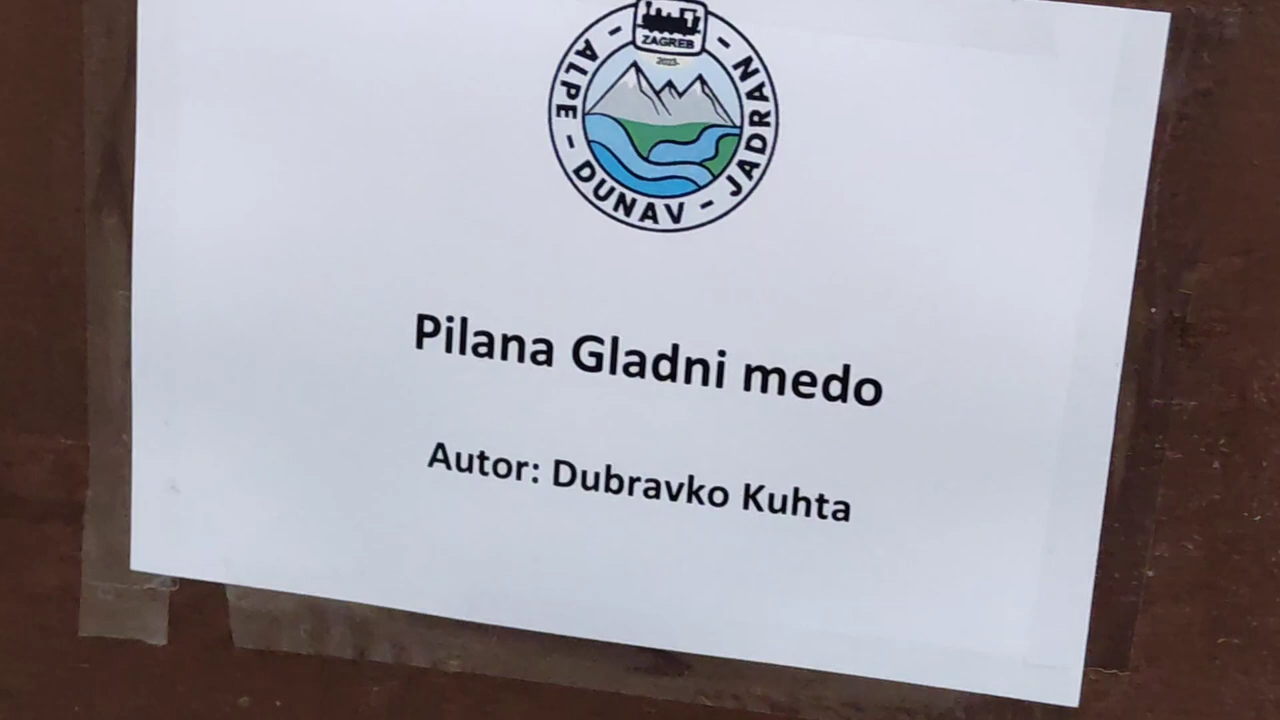 ZAGREB
ALPE - DUNAV - JADRAN
Pilana Gladni medo
Autor: Dubravko Kuhta